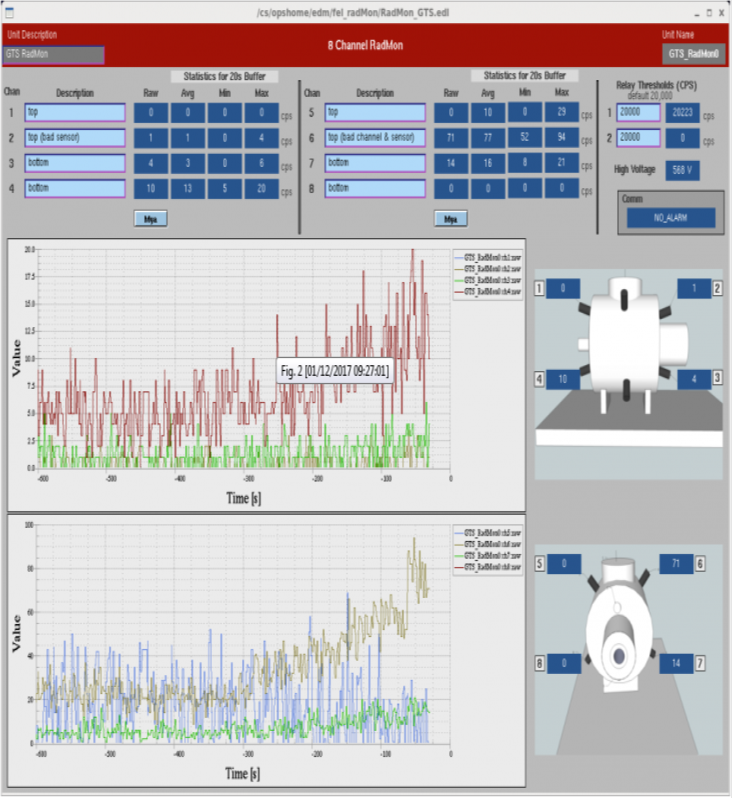 /cs/opshome/edm/fel_radMon/RadMon_GTS.edl
Unit Description
8 Channel RadMon
Unit Name
GTS RadMon
GTS_RadMon0
Statistics for 20s Buffer
Chan Description Raw Avg Min Max
1 top 0 0 0 0 cps
2 top (bad sensor) 1 1 0 4 cps
3 bottom 4 3 0 6 cps
4 bottom 10 13 5 20 cps
Mya
Statistics for 20s Buffer
Chan Description Raw Avg Min Max
5 top 0 10 0 29 cps
6 top (bad channel & sensor) 71 77 52 94 cps
7 bottom 14 16 8 21 cps
8 bottom 0 0 0 0 cps
Mya
Relay Thresholds (CPS)
default 20,000
1 20000 20223 cps
2 20000 0 cps
High Voltage 568 V
Comm
NO_ALARM
Value
20.0
17.5
15.0
12.5
10.0
7.5
5.0
2.5
0.0
-600 -500 -400 -300 -200 -100 0
Time [s]
GTS_RadMon0:ch1:raw
GTS_RadMon0:ch2:raw
GTS_RadMon0:ch3:raw
GTS_RadMon0:ch4:raw
Fig. 2 [01/12/2017 09:27:01]
1 0 1 2
4 10 4 3
Value
100
80
60
40
20
0
-600 -500 -400 -300 -200 -100 0
Time [s]
GTS_RadMon0:ch5:raw
GTS_RadMon0:ch6:raw
GTS_RadMon0:ch7:raw
GTS_RadMon0:ch8:raw
5 0 71 6
8 0 14 7